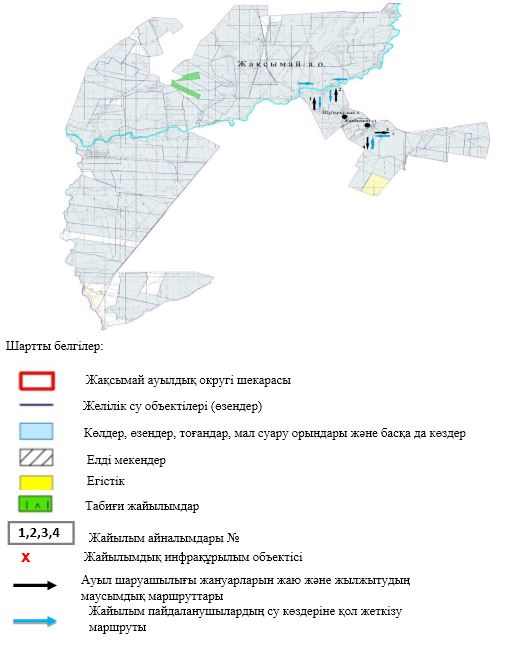 Жақсымай а.о.
Шартты белгілер:
Жақсымай ауылдық округі шекарасы
Желілік су объектілері (өзендер)
Көлдер, өзендер, тоғандар, мал суару орындары және басқа да көздер
Елді мекендер
Егістік
Табиғи жайылымдар
1,2,3,4
Жайылым айналымдары №
X
Жайылымдық инфрақұрылым объектісі
Ауыл шаруашылығы жануарларын жаю және жылжытудың
маусымдық маршруттары
Жайылым пайдаланушылардың су көздеріне қол жеткізу
маршруты